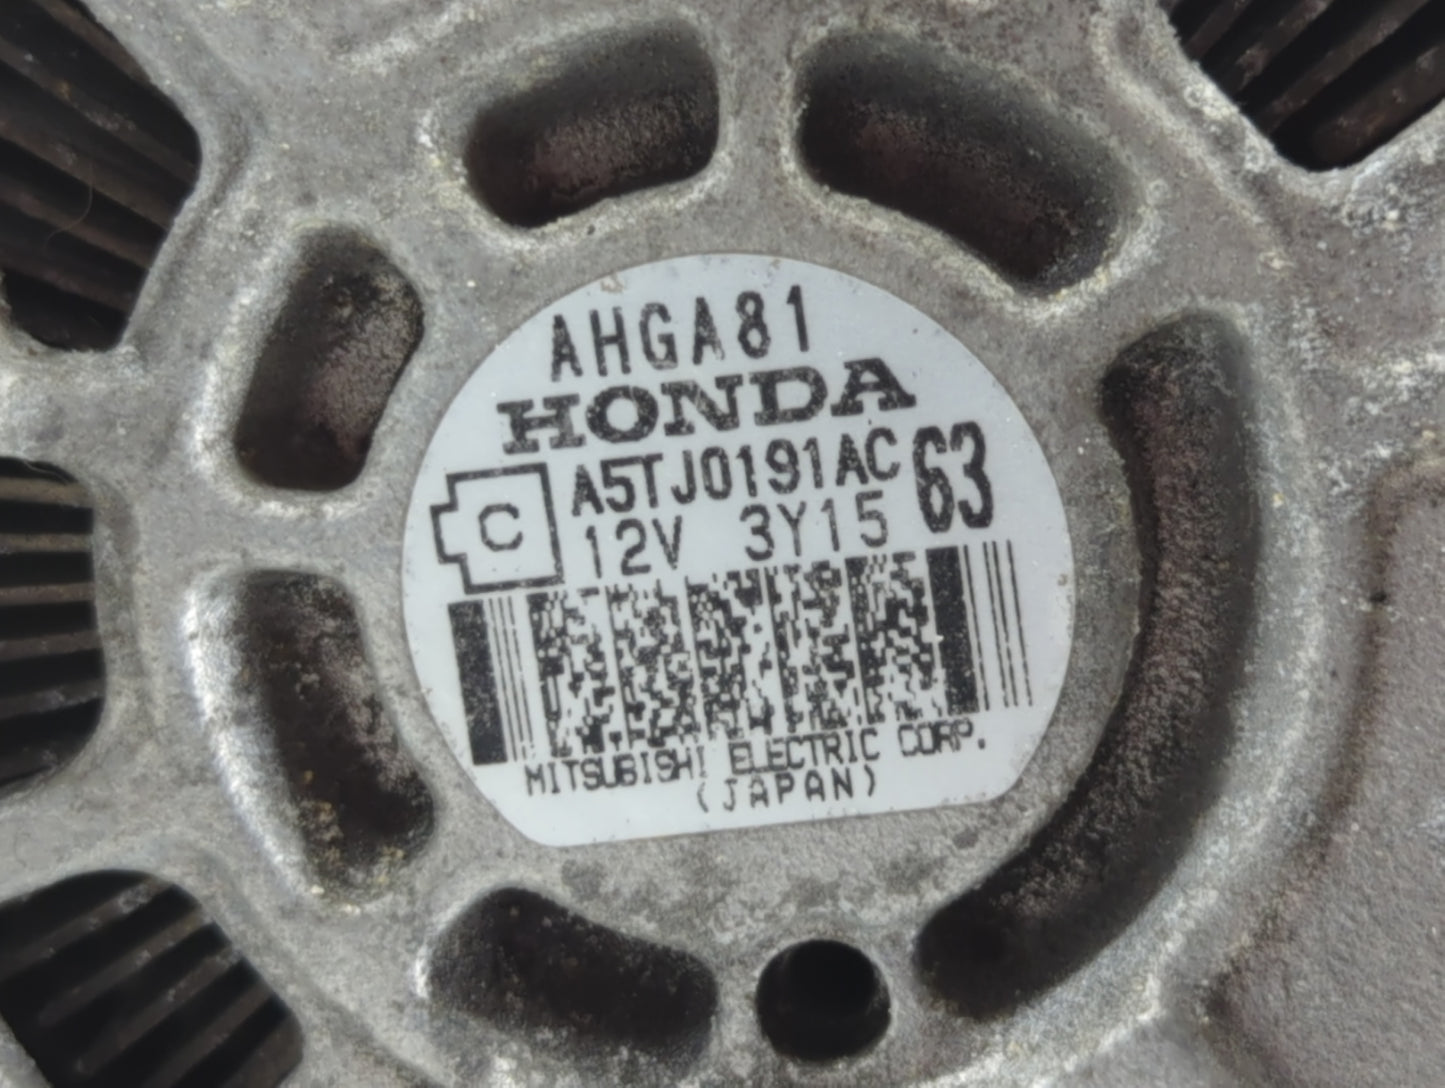 AHGA81
HONDA
C A5TJ0191AC 63
12V 3Y15
MITSUBISHI ELECTRIC CORP.
(JAPAN)